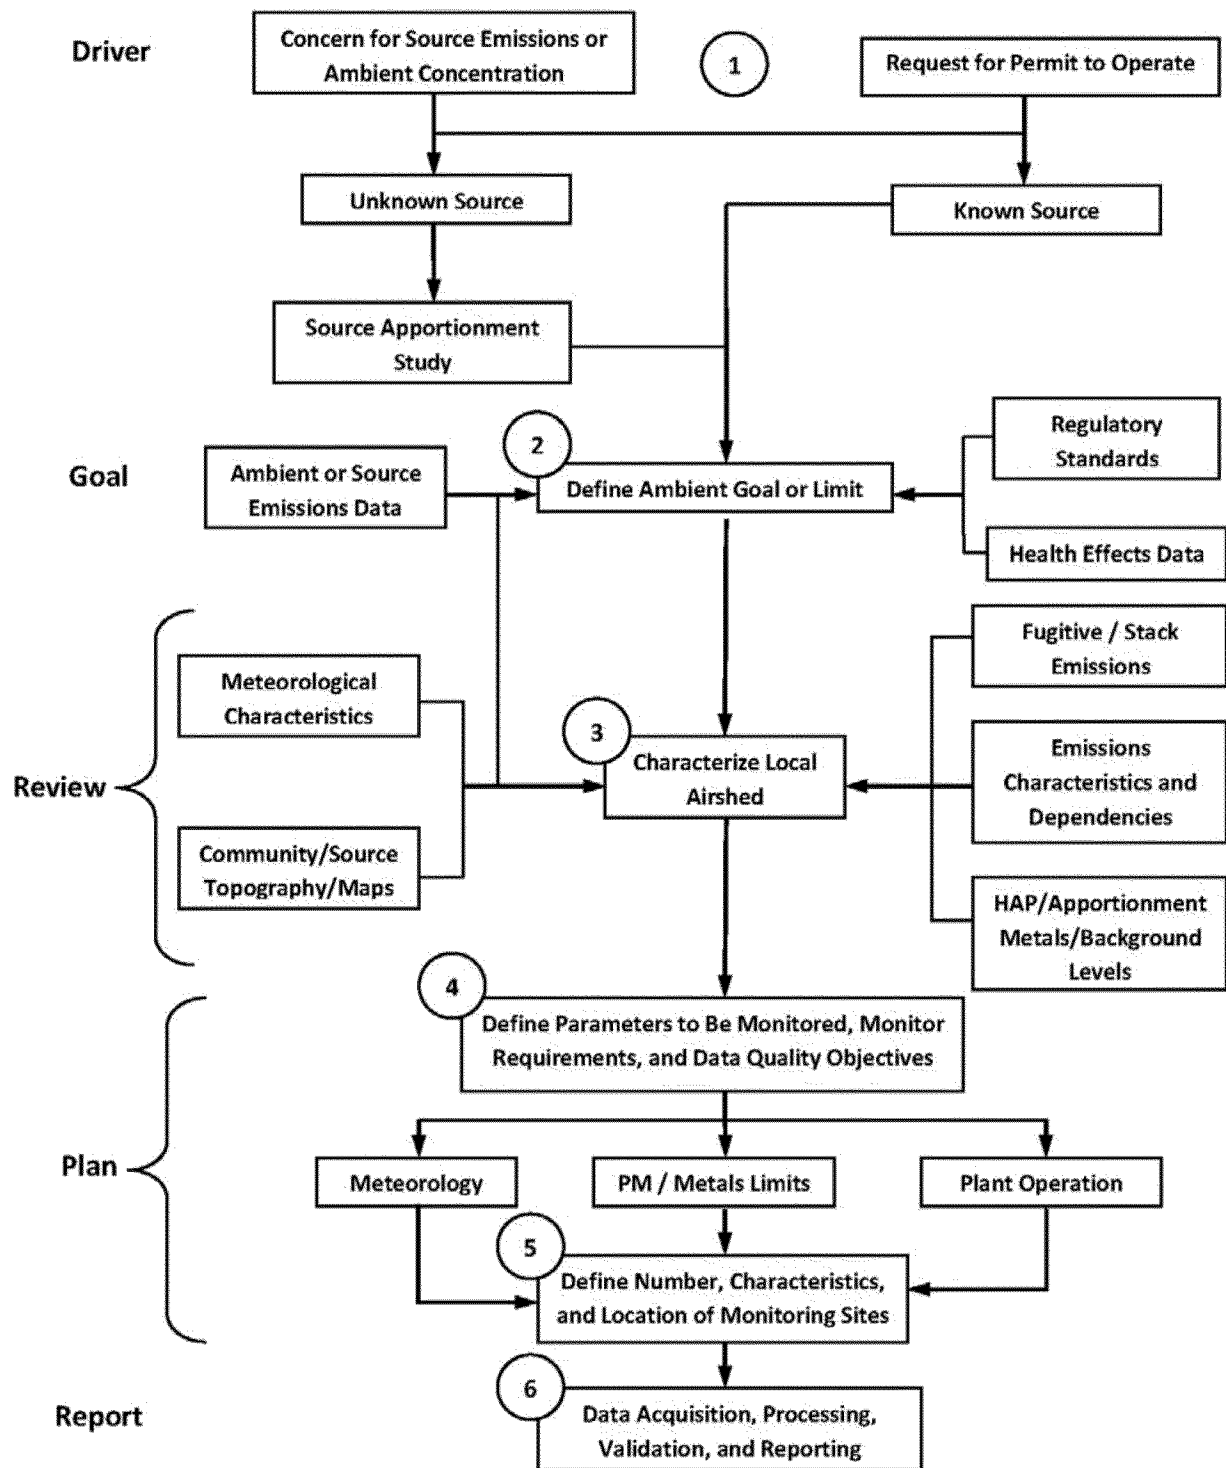 Driver
Concern for Source Emissions or
Ambient Concentration
1
Request for Permit to Operate
Unknown Source
Known Source
Source Apportionment
Study
Goal
2
Ambient or Source
Emissions Data
Define Ambient Goal or Limit
Regulatory
Standards
Health Effects Data
Review
Meteorological
Characteristics
Community/Source
Topography/Maps
3
Characterize Local
Airshed
Fugitive / Stack
Emissions
Emissions
Characteristics and
Dependencies
HAP/Apportionment
Metals/Background
Levels
4
Define Parameters to Be Monitored, Monitor
Requirements, and Data Quality Objectives
Plan
Meteorology
PM / Metals Limits
Plant Operation
5
Define Number, Characteristics,
and Location of Monitoring Sites
Report
6
Data Acquisition, Processing,
Validation, and Reporting